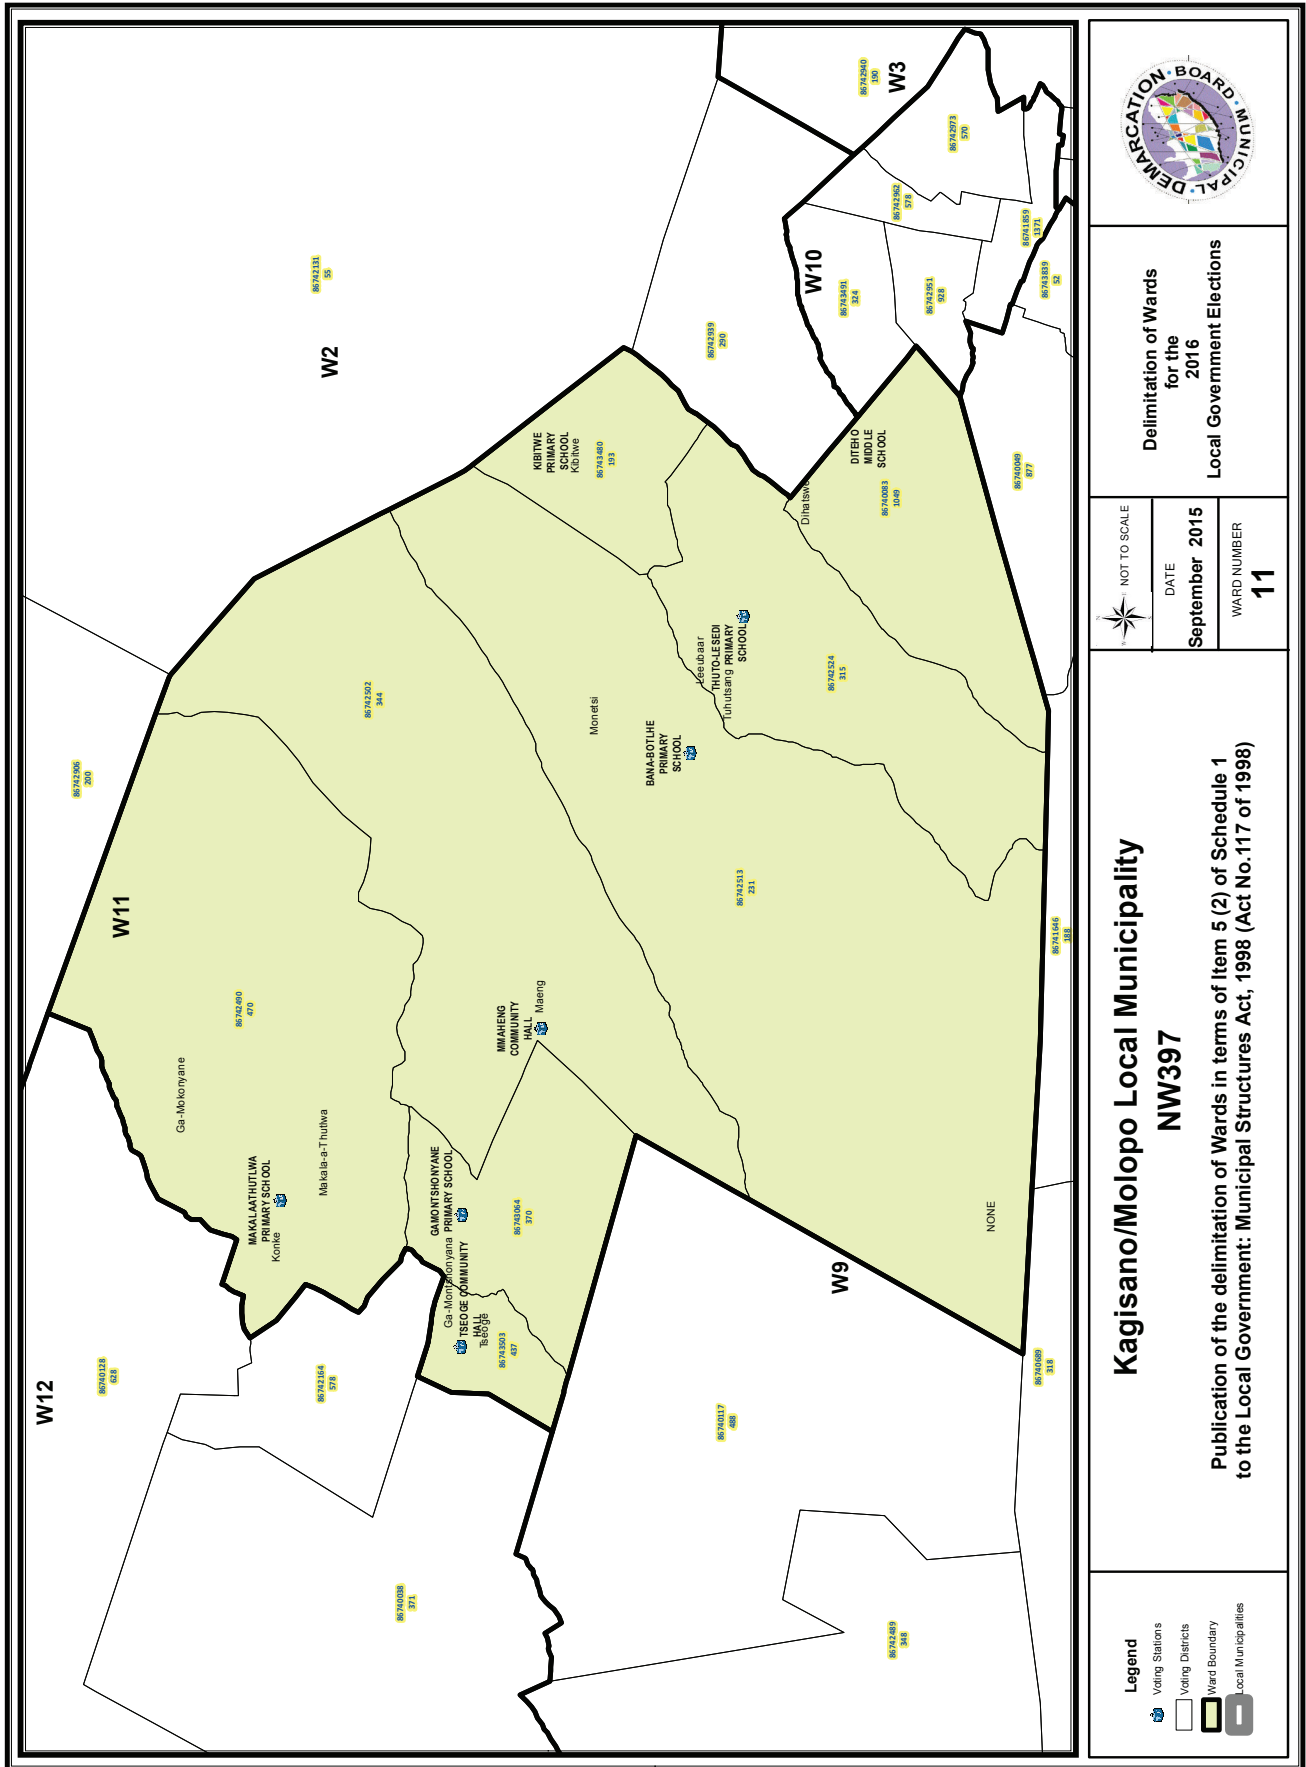 W12
W11
W2
W3
W10
W9
86740128
628
86742164
578
86740038
371
86740117
488
86742489
348
86740689
318
86742906
200
86742131
55
86742939
290
86742940
190
86742973
570
86742962
578
86743491
324
86742951
928
86741859
1371
86743839
52
86740049
877
86741646
188
86742490
470
Ga-Mokonyane
Makala-a-Thutlwa
MAKALAATHUTLWA
PRIMARY SCHOOL
Konke
GAMONTSHONYANE
PRIMARY SCHOOL
Ga-Montshonyana
TSEOGE COMMUNITY
HALL
Tseoge
86743503
437
86743064
370
MMAHENG
COMMUNITY
HALL
Maeng
86742502
344
Monetsi
BANA-BOTLHE
PRIMARY
SCHOOL
86742513
231
NONE
KIBITWE
PRIMARY
SCHOOL
Kibitwe
86743480
193
Leeubaar
THUTO-LESEDI
Tuhutsang PRIMARY
SCHOOL
86742524
315
Dihatswe
DITEHO
MIDDLE
SCHOOL
86740083
1049
Legend
Voting Stations
Voting Districts
Ward Boundary
Local Municipalities
Kagisano/Molopo Local Municipality
NW397
Publication of the delimitation of Wards in terms of Item 5 (2) of Schedule 1
to the Local Government: Municipal Structures Act, 1998 (Act No.117 of 1998)
NOT TO SCALE
DATE
September 2015
WARD NUMBER
11
Delimitation of Wards
for the
2016
Local Government Elections
MUNICIPAL DEMARCATION BOARD